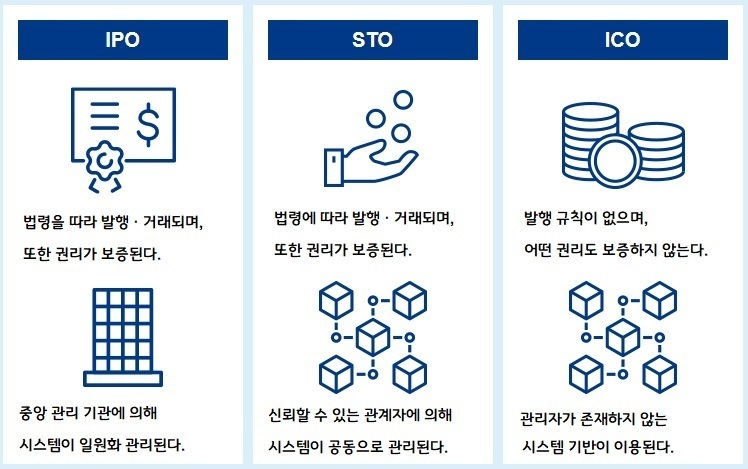 IPO
법령을 따라 발행 · 거래되며,
또한 권리가 보증된다.
중앙 관리 기관에 의해
시스템이 일원화 관리된다.
STO
법령에 따라 발행 · 거래되며,
또한 권리가 보증된다.
신뢰할 수 있는 관계자에 의해
시스템이 공동으로 관리된다.
ICO
발행 규칙이 없으며,
어떤 권리도 보증하지 않는다.
관리자가 존재하지 않는
시스템 기반이 이용된다.